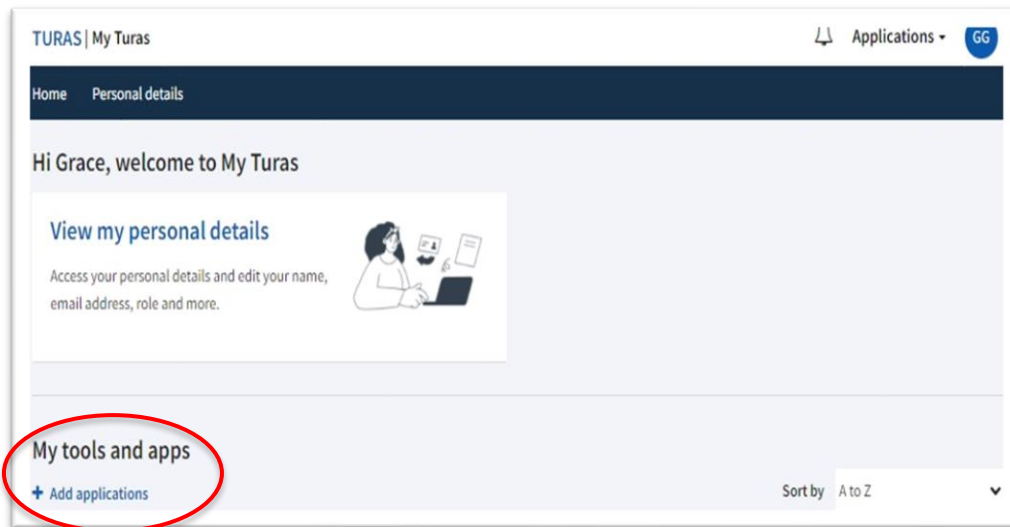 TURAS | My Turas
Applications
GG
Home Personal details
Hi Grace, welcome to My Turas
View my personal details
Access your personal details and edit your name,
email address, role and more.
My tools and apps
+ Add applications
Sort by A to Z